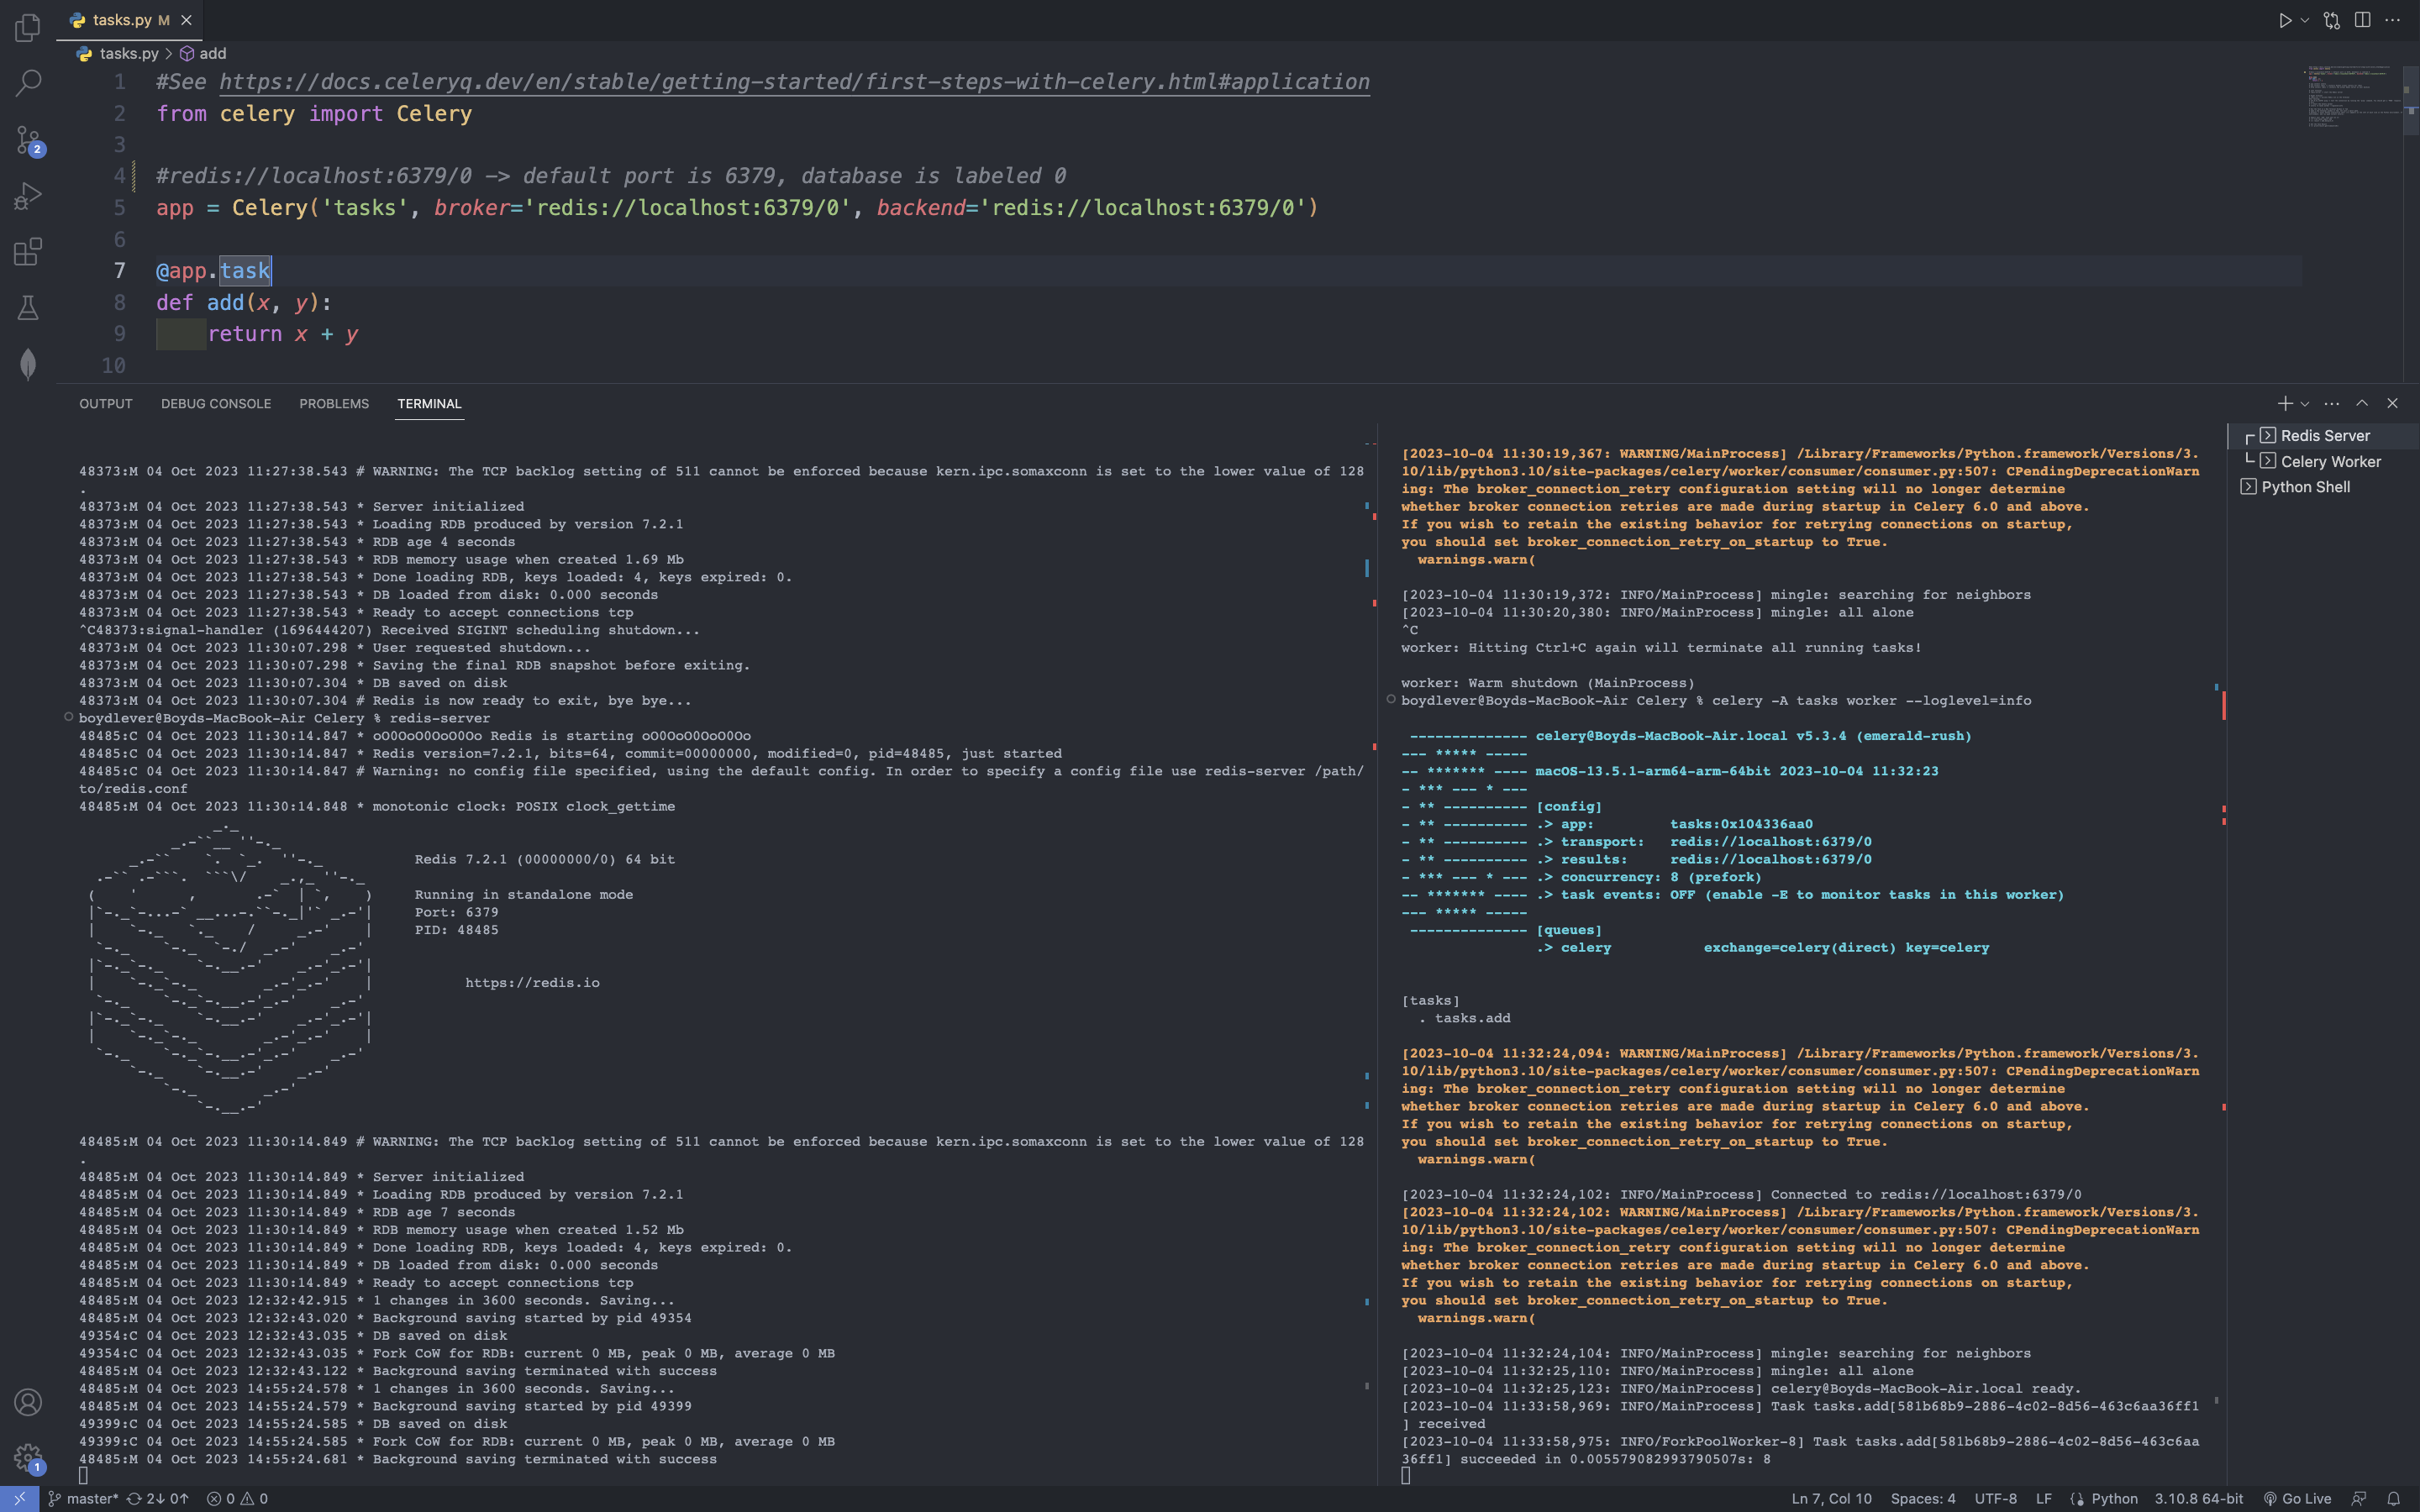 tasks.py M
tasks.py > add
1 #See https://docs.celeryq.dev/en/stable/getting-started/first-steps-with-celery.html#application
2 from celery import Celery
3
4 #redis://localhost:6379/0 -> default port is 6379, database is labeled 0
5 app = Celery('tasks', broker='redis://localhost:6379/0', backend='redis://localhost:6379/0')
6
7 @app.task
8 def add(x, y):
9 return x + y
10
2
OUTPUT DEBUG CONSOLE PROBLEMS TERMINAL
48373:M 04 Oct 2023 11:27:38.543 # WARNING: The TCP backlog setting of 511 cannot be enforced because kern.ipc.somaxconn is set to the lower value of 128
.
48373:M 04 Oct 2023 11:27:38.543 * Server initialized
48373:M 04 Oct 2023 11:27:38.543 * Loading RDB produced by version 7.2.1
48373:M 04 Oct 2023 11:27:38.543 * RDB age 4 seconds
48373:M 04 Oct 2023 11:27:38.543 * RDB memory usage when created 1.69 Mb
48373:M 04 Oct 2023 11:27:38.543 * Done loading RDB, keys loaded: 4, keys expired: 0.
48373:M 04 Oct 2023 11:27:38.543 * DB loaded from disk: 0.000 seconds
48373:M 04 Oct 2023 11:27:38.543 * Ready to accept connections tcp
^C48373:signal-handler (1696444207) Received SIGINT scheduling shutdown...
48373:M 04 Oct 2023 11:30:07.298 * User requested shutdown...
48373:M 04 Oct 2023 11:30:07.298 * Saving the final RDB snapshot before exiting.
48373:M 04 Oct 2023 11:30:07.304 * DB saved on disk
48373:M 04 Oct 2023 11:30:07.304 # Redis is now ready to exit, bye bye...
boydlever@Boyds-MacBook-Air Celery % redis-server
48485:C 04 Oct 2023 11:30:14.847 * oO0OoO0OoO0Oo Redis is starting oO0OoO0OoO0Oo
48485:C 04 Oct 2023 11:30:14.847 * Redis version=7.2.1, bits=64, commit=00000000, modified=0, pid=48485, just started
48485:C 04 Oct 2023 11:30:14.847 # Warning: no config file specified, using the default config. In order to specify a config file use redis-server /path/
to/redis.conf
48485:M 04 Oct 2023 11:30:14.848 * monotonic clock: POSIX clock_gettime
Redis 7.2.1 (00000000/0) 64 bit
Running in standalone mode
Port: 6379
PID: 48485
https://redis.io
48485:M 04 Oct 2023 11:30:14.849 # WARNING: The TCP backlog setting of 511 cannot be enforced because kern.ipc.somaxconn is set to the lower value of 128
.
48485:M 04 Oct 2023 11:30:14.849 * Server initialized
48485:M 04 Oct 2023 11:30:14.849 * Loading RDB produced by version 7.2.1
48485:M 04 Oct 2023 11:30:14.849 * RDB age 7 seconds
48485:M 04 Oct 2023 11:30:14.849 * RDB memory usage when created 1.52 Mb
48485:M 04 Oct 2023 11:30:14.849 * Done loading RDB, keys loaded: 4, keys expired: 0.
48485:M 04 Oct 2023 11:30:14.849 * DB loaded from disk: 0.000 seconds
48485:M 04 Oct 2023 11:30:14.849 * Ready to accept connections tcp
48485:M 04 Oct 2023 12:32:42.915 * 1 changes in 3600 seconds. Saving...
48485:M 04 Oct 2023 12:32:43.020 * Background saving started by pid 49354
49354:C 04 Oct 2023 12:32:43.035 * DB saved on disk
49354:C 04 Oct 2023 12:32:43.035 * Fork CoW for RDB: current 0 MB, peak 0 MB, average 0 MB
48485:M 04 Oct 2023 12:32:43.122 * Background saving terminated with success
48485:M 04 Oct 2023 14:55:24.578 * 1 changes in 3600 seconds. Saving...
48485:M 04 Oct 2023 14:55:24.579 * Background saving started by pid 49399
49399:C 04 Oct 2023 14:55:24.585 * DB saved on disk
49399:C 04 Oct 2023 14:55:24.585 * Fork CoW for RDB: current 0 MB, peak 0 MB, average 0 MB
48485:M 04 Oct 2023 14:55:24.681 * Background saving terminated with success
[2023-10-04 11:30:19,367: WARNING/MainProcess] /Library/Frameworks/Python.framework/Versions/3.
10/lib/python3.10/site-packages/celery/worker/consumer/consumer.py:507: CPendingDeprecationWarn
ing: The broker_connection_retry configuration setting will no longer determine
whether broker connection retries are made during startup in Celery 6.0 and above.
If you wish to retain the existing behavior for retrying connections on startup,
you should set broker_connection_retry_on_startup to True.
warnings.warn(
[2023-10-04 11:30:19,372: INFO/MainProcess] mingle: searching for neighbors
[2023-10-04 11:30:20,380: INFO/MainProcess] mingle: all alone
^C
worker: Hitting Ctrl+C again will terminate all running tasks!
worker: Warm shutdown (MainProcess)
boydlever@Boyds-MacBook-Air Celery % celery -A tasks worker --loglevel=info
-------------- celery@Boyds-MacBook-Air.local v5.3.4 (emerald-rush)
--- ***** -----
-- ******* ---- macOS-13.5.1-arm64-arm-64bit 2023-10-04 11:32:23
- *** --- * ---
- ** ---------- [config]
- ** ---------- .> app: tasks:0x104336aa0
- ** ---------- .> transport: redis://localhost:6379/0
- ** ---------- .> results: redis://localhost:6379/0
- *** --- * --- .> concurrency: 8 (prefork)
-- ******* ---- .> task events: OFF (enable -E to monitor tasks in this worker)
--- ***** -----
-------------- [queues]
.> celery exchange=celery(direct) key=celery
[tasks]
. tasks.add
[2023-10-04 11:32:24,094: WARNING/MainProcess] /Library/Frameworks/Python.framework/Versions/3.
10/lib/python3.10/site-packages/celery/worker/consumer/consumer.py:507: CPendingDeprecationWarn
ing: The broker_connection_retry configuration setting will no longer determine
whether broker connection retries are made during startup in Celery 6.0 and above.
If you wish to retain the existing behavior for retrying connections on startup,
you should set broker_connection_retry_on_startup to True.
warnings.warn(
[2023-10-04 11:32:24,102: INFO/MainProcess] Connected to redis://localhost:6379/0
[2023-10-04 11:32:24,102: WARNING/MainProcess] /Library/Frameworks/Python.framework/Versions/3.
10/lib/python3.10/site-packages/celery/worker/consumer/consumer.py:507: CPendingDeprecationWarn
ing: The broker_connection_retry configuration setting will no longer determine
whether broker connection retries are made during startup in Celery 6.0 and above.
If you wish to retain the existing behavior for retrying connections on startup,
you should set broker_connection_retry_on_startup to True.
warnings.warn(
[2023-10-04 11:32:24,104: INFO/MainProcess] mingle: searching for neighbors
[2023-10-04 11:32:25,110: INFO/MainProcess] mingle: all alone
[2023-10-04 11:32:25,123: INFO/MainProcess] celery@Boyds-MacBook-Air.local ready.
[2023-10-04 11:33:58,969: INFO/MainProcess] Task tasks.add[581b68b9-2886-4c02-8d56-463c6aa36ff1
] received
[2023-10-04 11:33:58,975: INFO/ForkPoolWorker-8] Task tasks.add[581b68b9-2886-4c02-8d56-463c6aa
36ff1] succeeded in 0.005579082993790507s: 8
Redis Server
Celery Worker
Python Shell
1
master* 2↓ 0↑ 0 0
Ln 7, Col 10 Spaces: 4 UTF-8 LF Python 3.10.8 64-bit Go Live